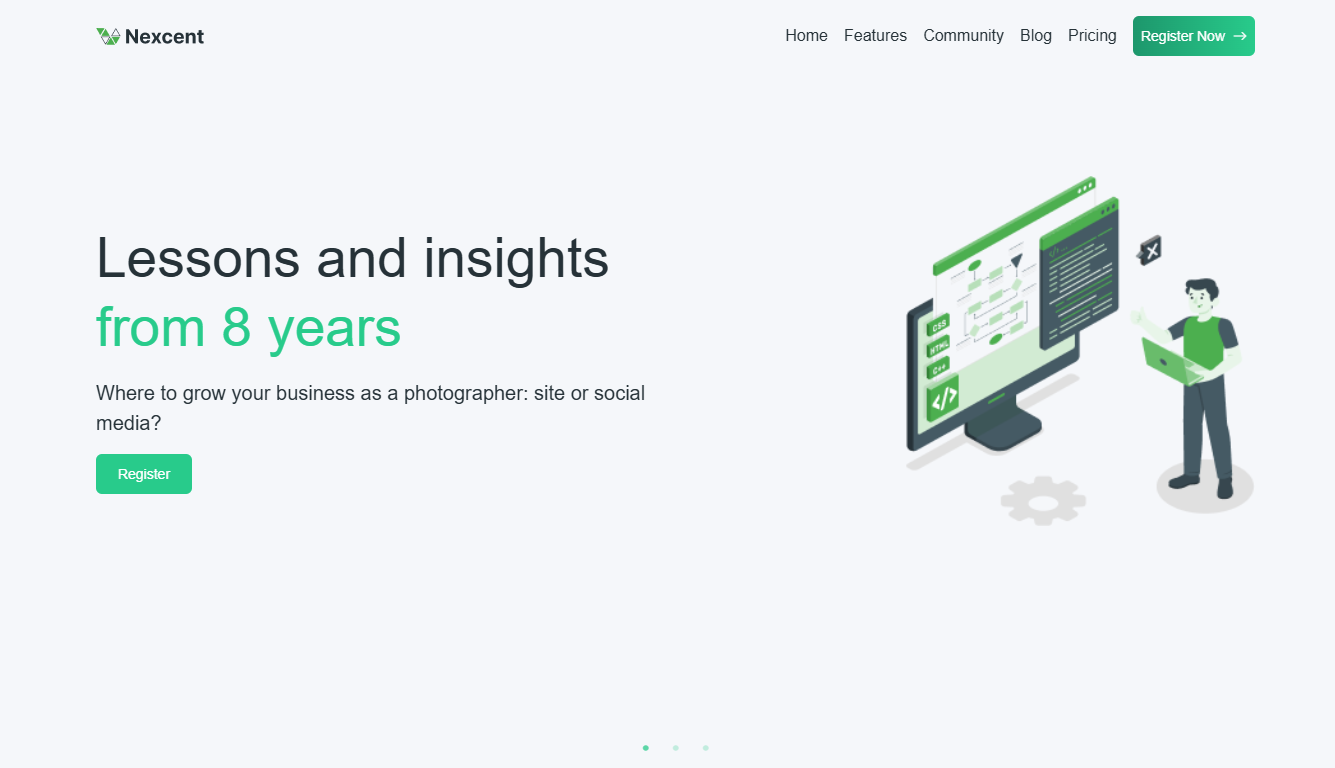 Nexcent
Home Features Community Blog Pricing Register Now →
Lessons and insights
from 8 years
Where to grow your business as a photographer: site or social
media?
Register
CSS
HTML
C++
</>
X